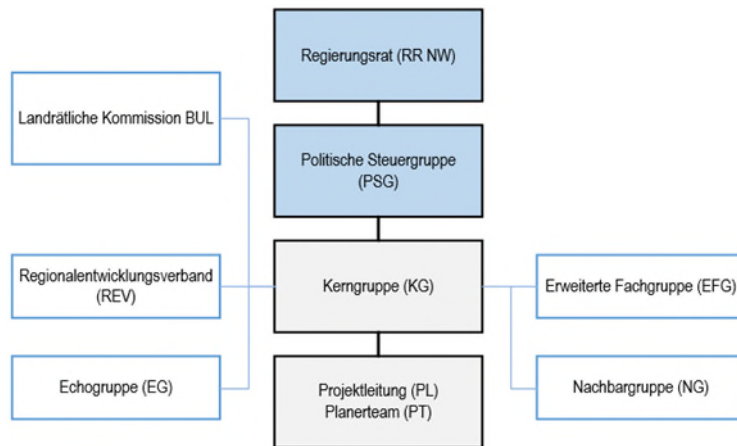 Regierungsrat (RR NW)
Landrätliche Kommission BUL
Politische Steuergruppe
(PSG)
Regionalentwicklungsverband
(REV)
Kerngruppe (KG)
Erweiterte Fachgruppe (EFG)
Echogruppe (EG)
Projektleitung (PL)
Planerteam (PT)
Nachbargruppe (NG)